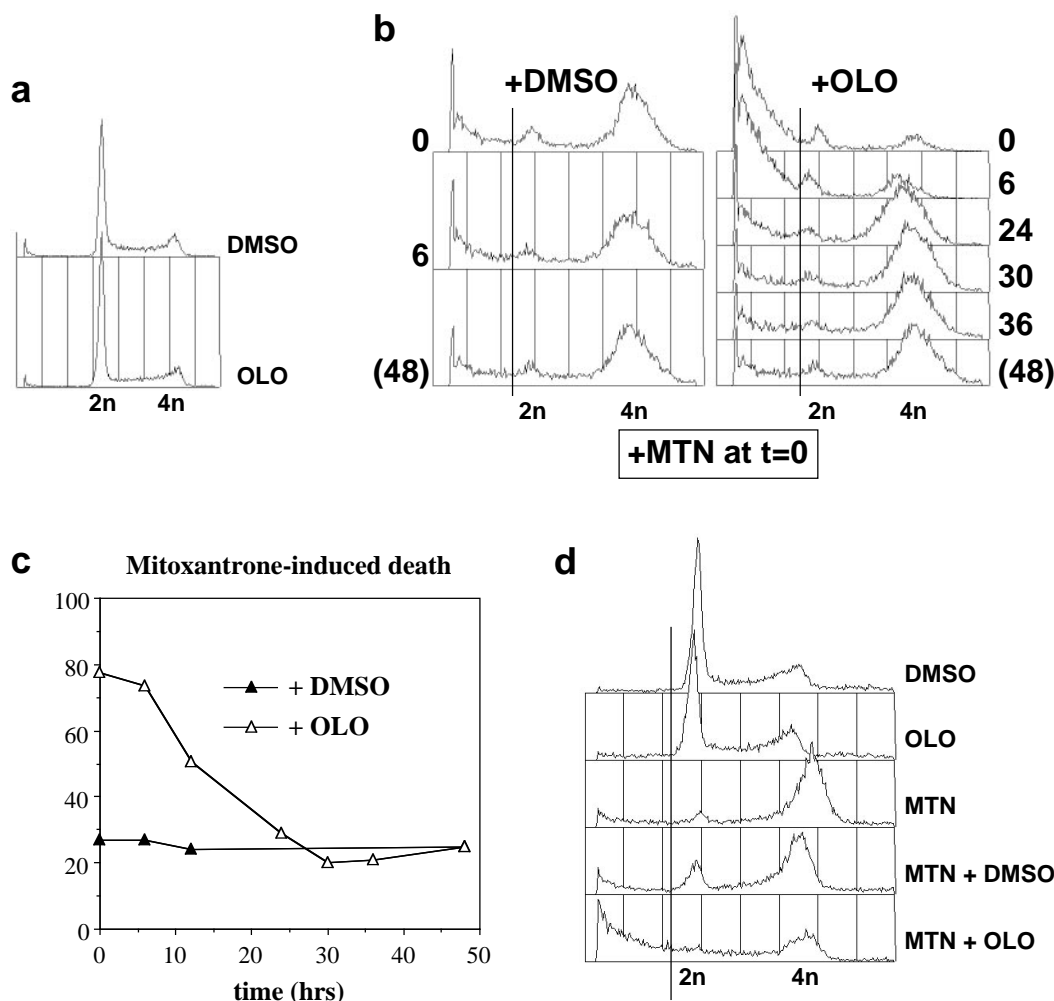 a
DMSO
OLO
2n 4n
b
+DMSO +OLO
0
6
(48)
0
6
24
30
36
(48)
2n 4n 2n 4n
+MTN at t=0
c
Mitoxantrone-induced death
100
80
60
40
20
0
+ DMSO
+ OLO
0 10 20 30 40 50
time (hrs)
d
DMSO
OLO
MTN
MTN + DMSO
MTN + OLO
2n 4n